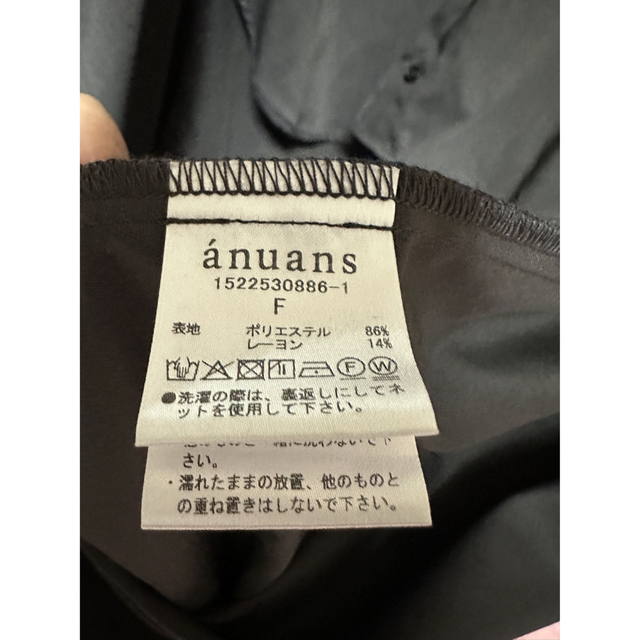 ánuans
1522530886-1
F
表地 ポリエステル 86%
レーヨン 14%
F W
●洗濯の際は、裏返しにしてネ
ットを使用して下さい。
さい。
・濡れたままの放置、他のものと
の重ね置きはしないで下さい。